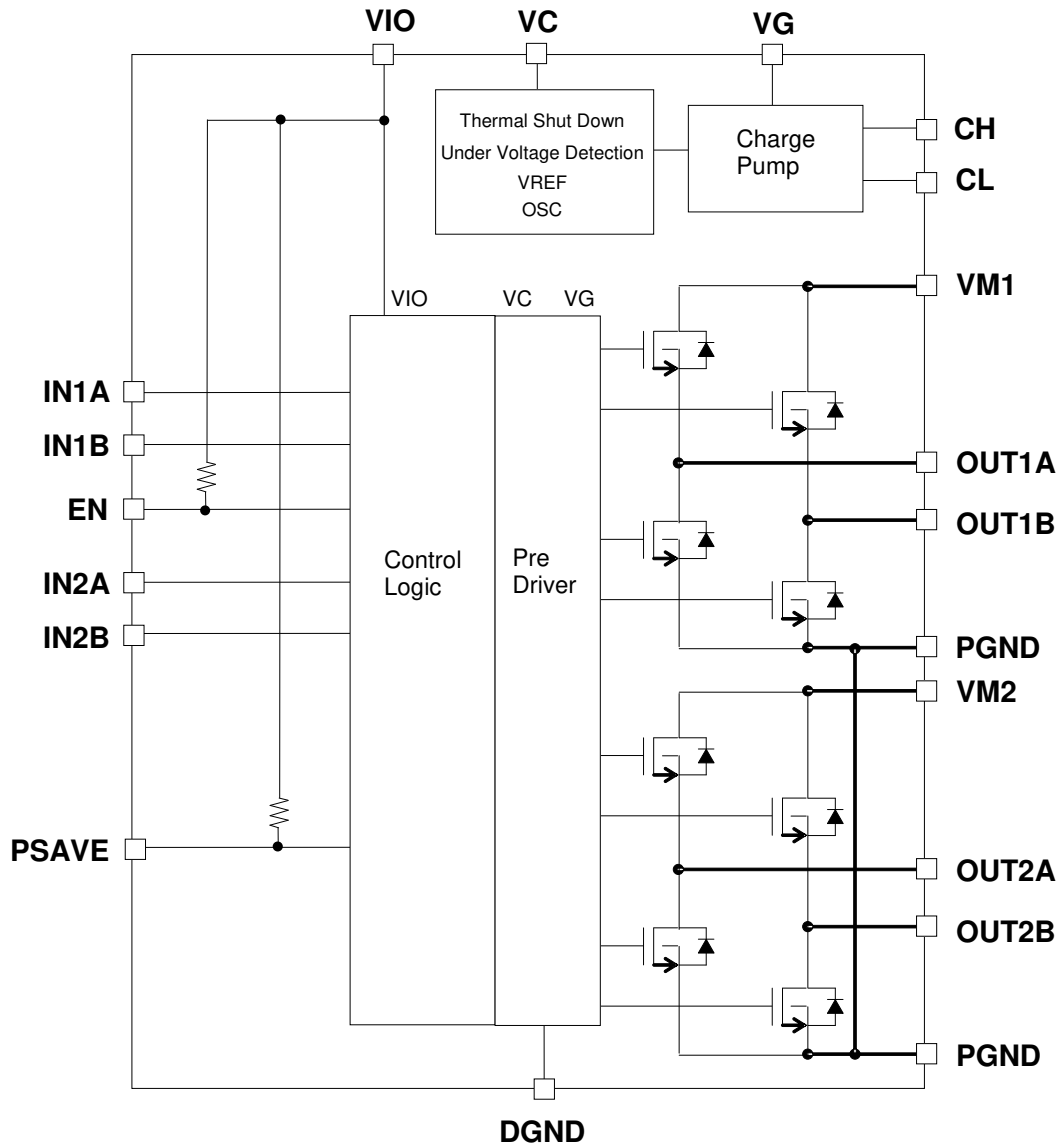 VIO
VC
VG
Thermal Shut Down
Under Voltage Detection
VREF
OSC
Charge
Pump
CH
CL
VM1
VIO
VC
VG
IN1A
IN1B
EN
IN2A
IN2B
PSAVE
Control
Logic
Pre
Driver
OUT1A
OUT1B
PGND
VM2
OUT2A
OUT2B
PGND
DGND